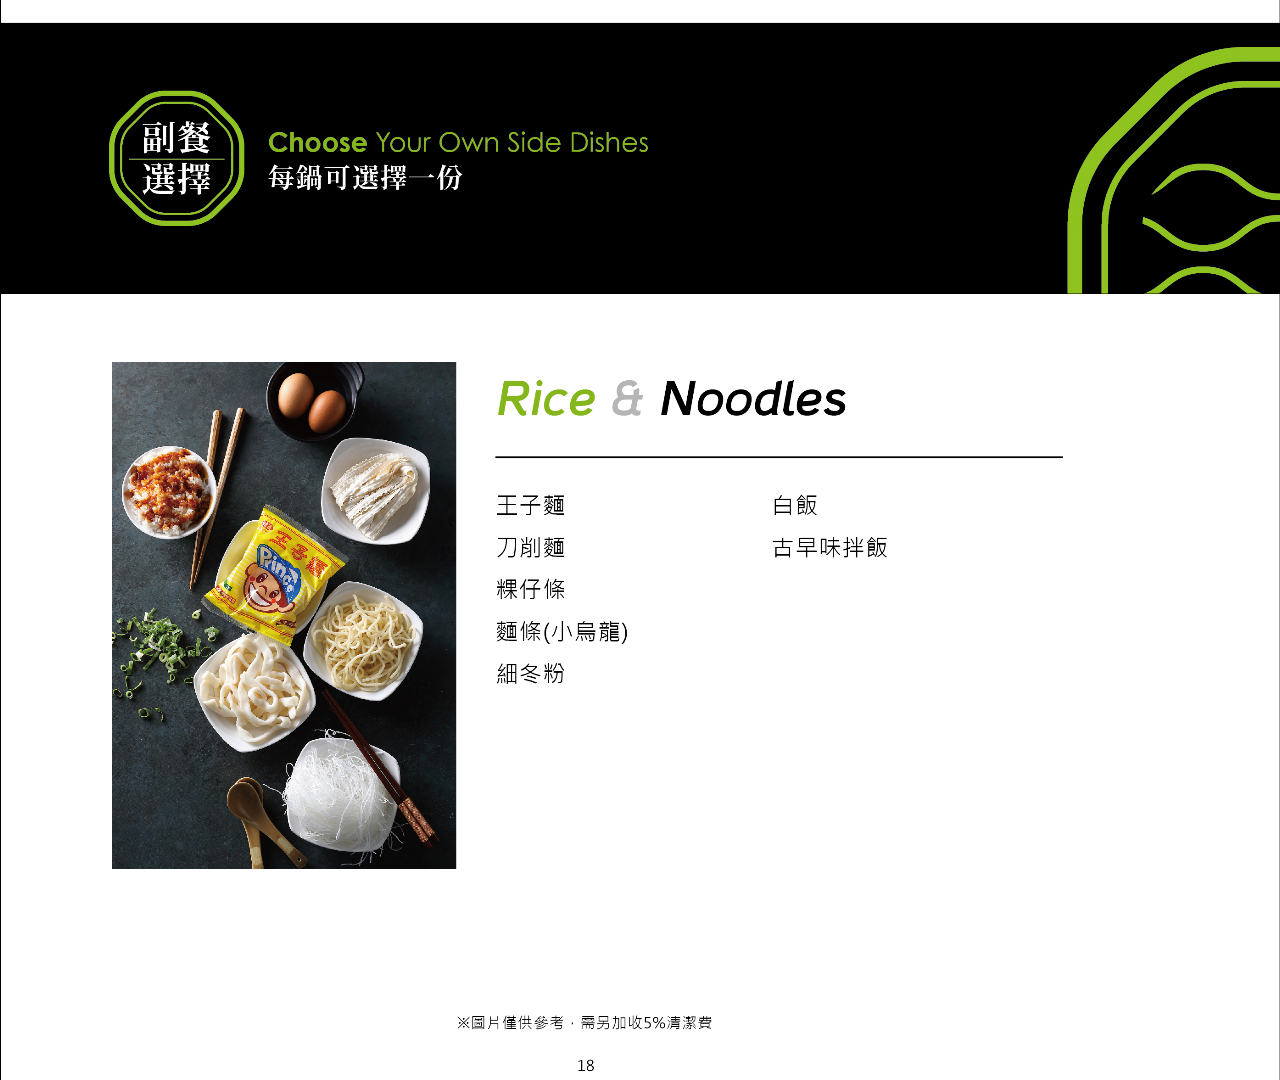 副餐
選擇
Choose Your Own Side Dishes
每鍋可選擇一份
Rice & Noodles
王子麵
刀削麵
粿仔條
麵條(小烏龍)
細冬粉
白飯
古早味拌飯
王子麵
Prince
※圖片僅供參考，需另加收5%清潔費
18